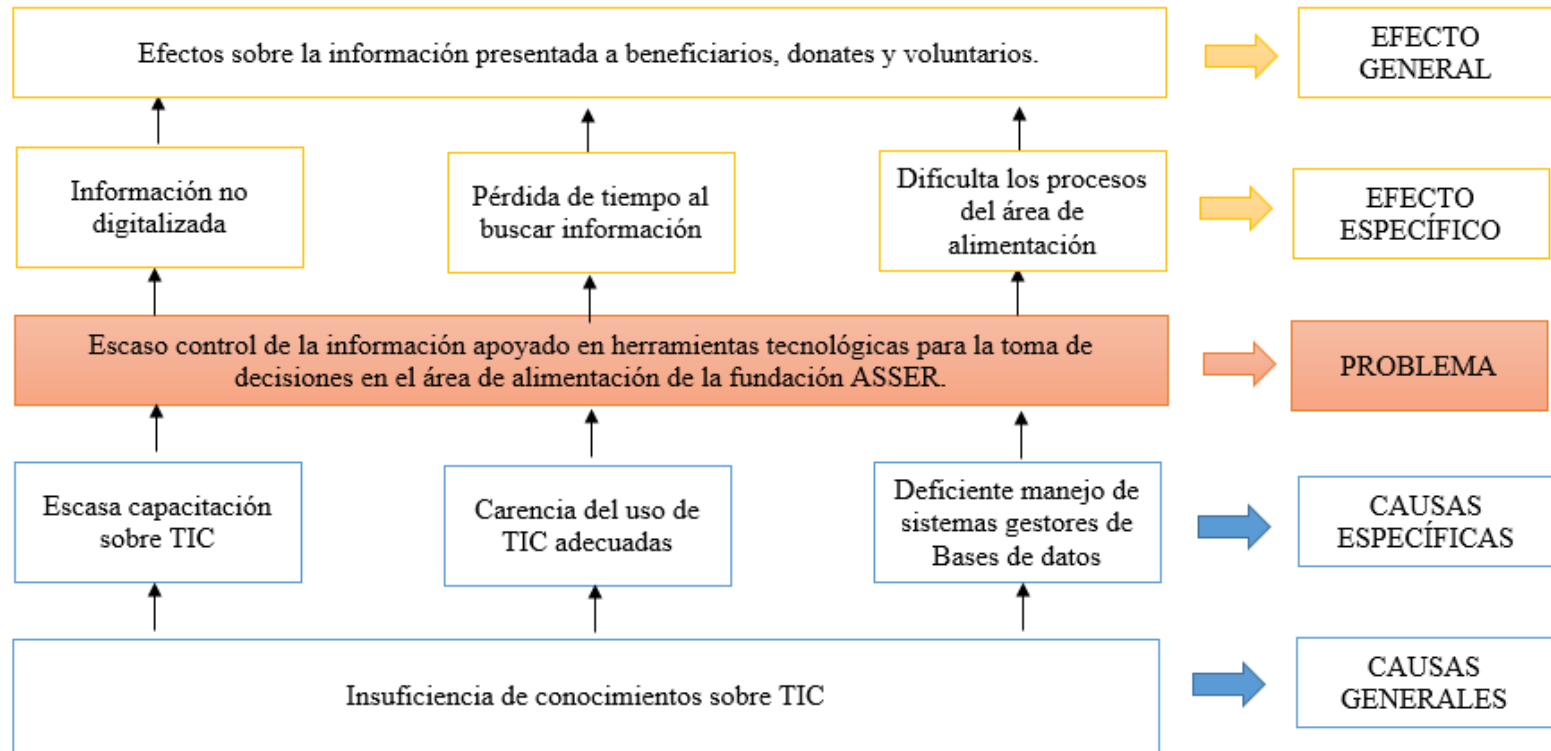 Efectos sobre la información presentada a beneficiarios, donates y voluntarios.
EFECTO
GENERAL
Información no
digitalizada
Pérdida de tiempo al
buscar información
Dificulta los procesos
del área de
alimentación
EFECTO
ESPECÍFICO
Escaso control de la información apoyado en herramientas tecnológicas para la toma de
decisiones en el área de alimentación de la fundación ASSER.
PROBLEMA
Escasa capacitación
sobre TIC
Carencia del uso de
TIC adecuadas
Deficiente manejo de
sistemas gestores de
Bases de datos
CAUSAS
ESPECÍFICAS
Insuficiencia de conocimientos sobre TIC
CAUSAS
GENERALES